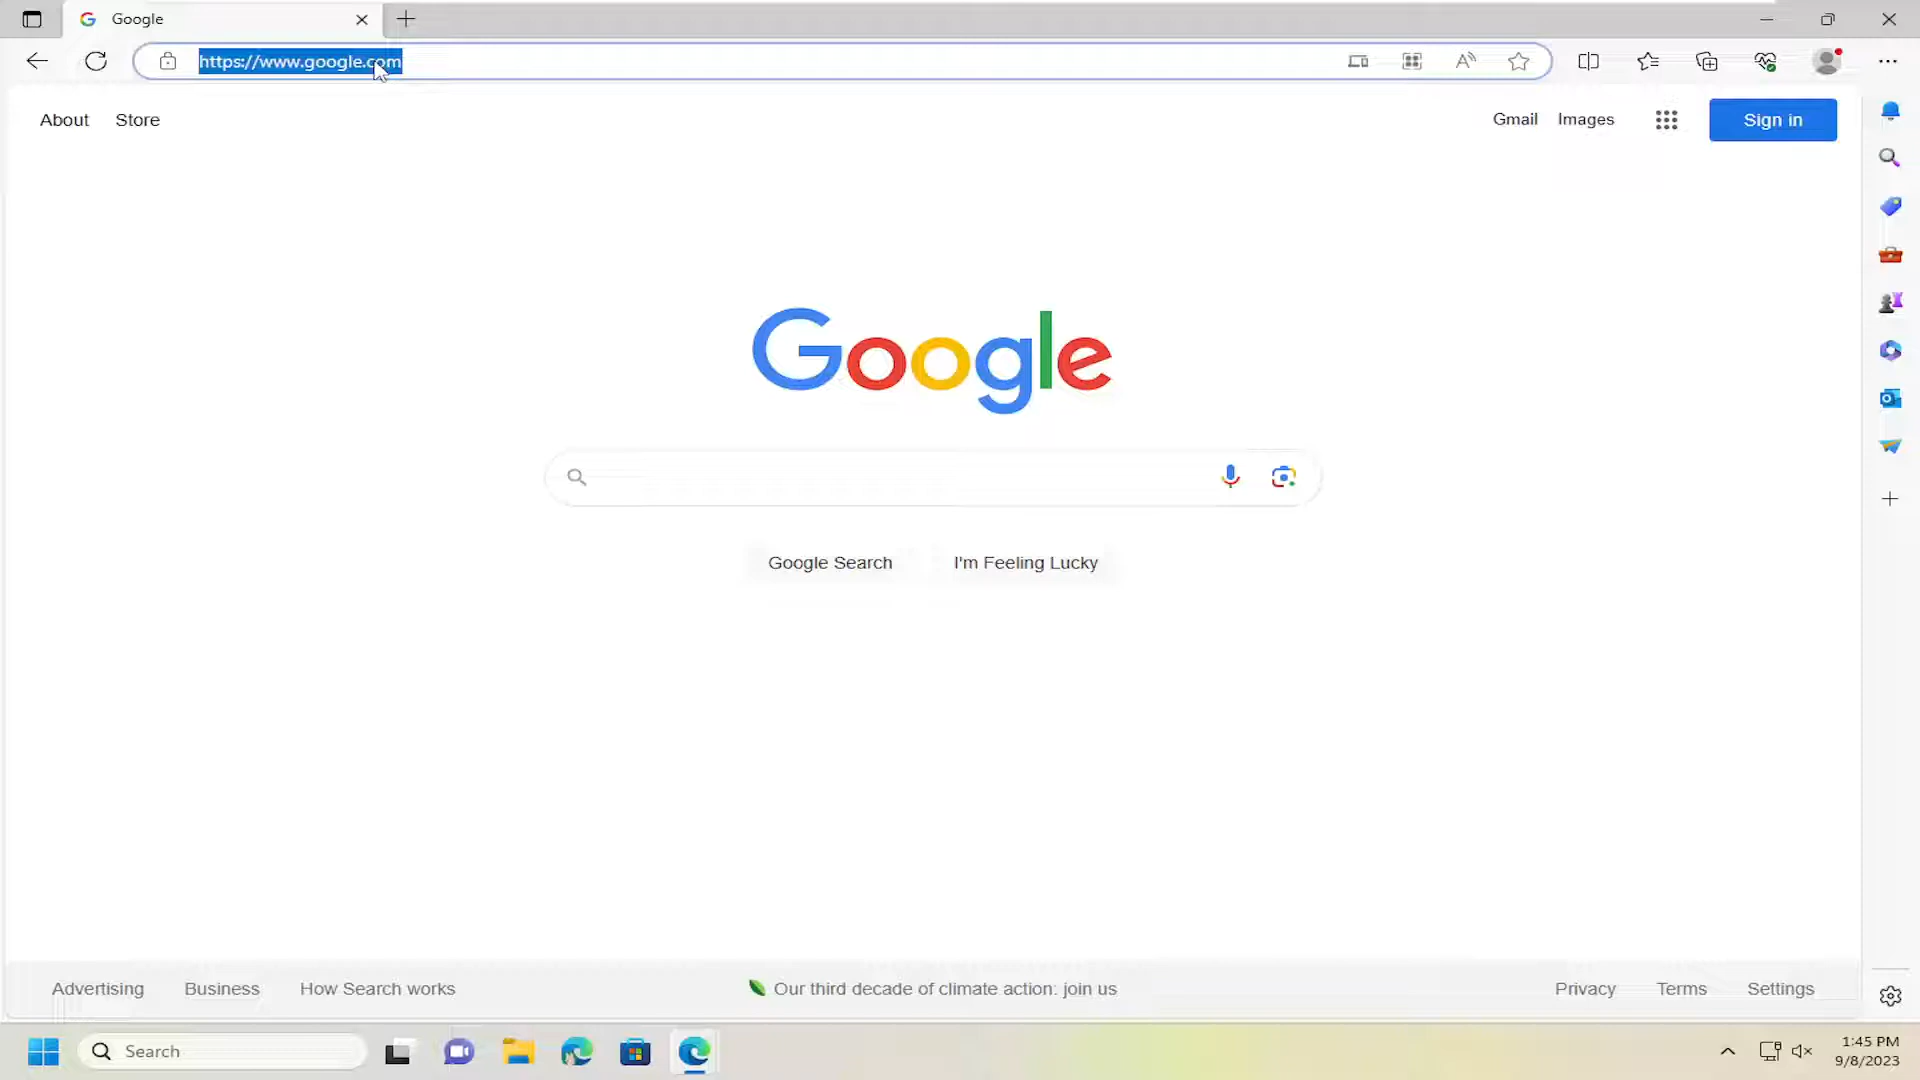 Google
https://www.google.com
About Store
Gmail Images Sign in
Google
Google Search I'm Feeling Lucky
Advertising Business How Search works Our third decade of climate action: join us Privacy Terms Settings
Search
1:45 PM
9/8/2023